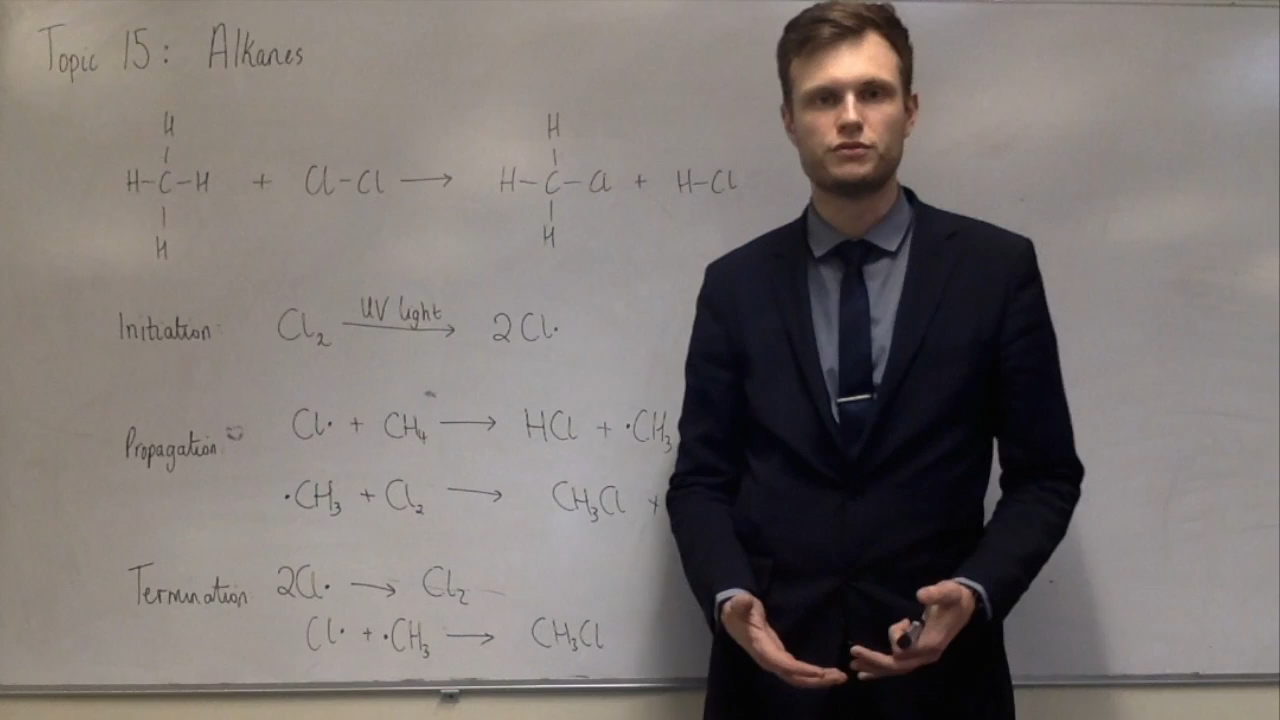 Topic 15: Alkanes
H
|
H-C-H + Cl-Cl ⟶ H-C-Cl + H-Cl
|
H
H
|
|
H
Initiation: Cl₂ ⟶ 2Cl·
UV light
Propagation: Cl· + CH₄ ⟶ HCl + ·CH₃
·CH₃ + Cl₂ ⟶ CH₃Cl +
Termination 2Cl· ⟶ Cl₂
Cl· + ·CH₃ ⟶ CH₃Cl